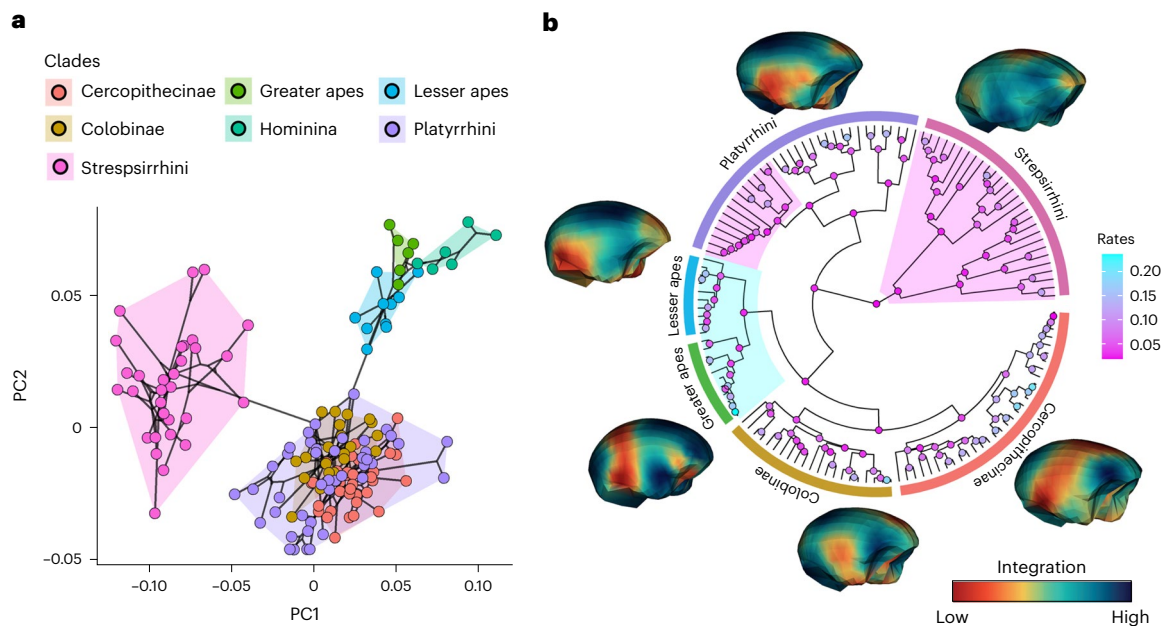 a
Clades
Cercopithecinae
Greater apes
Lesser apes
Colobinae
Hominina
Platyrrhini
Strespsirrhini
PC2
0.05
0
−0.05
−0.10
−0.05
0
0.05
0.10
PC1
b
Platyrrhini
Strepsirrhini
Lesser apes
Greater apes
Colobinae
Cercopithecinae
Rates
0.20
0.15
0.10
0.05
Integration
Low
High